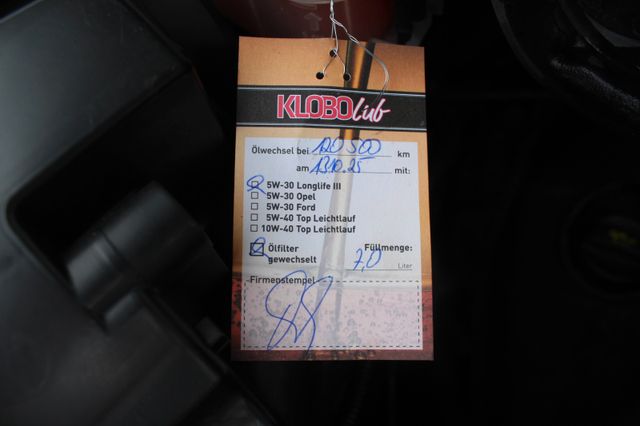 KLOBOlub
Ölwechsel bei 120 500 km
am 13.10.25 mit:
5W-30 Longlife III
5W-30 Opel
5W-30 Ford
5W-40 Top Leichtlauf
10W-40 Top Leichtlauf
Ölfilter gewechselt
Füllmenge:
7,0 Liter
Firmenstempel